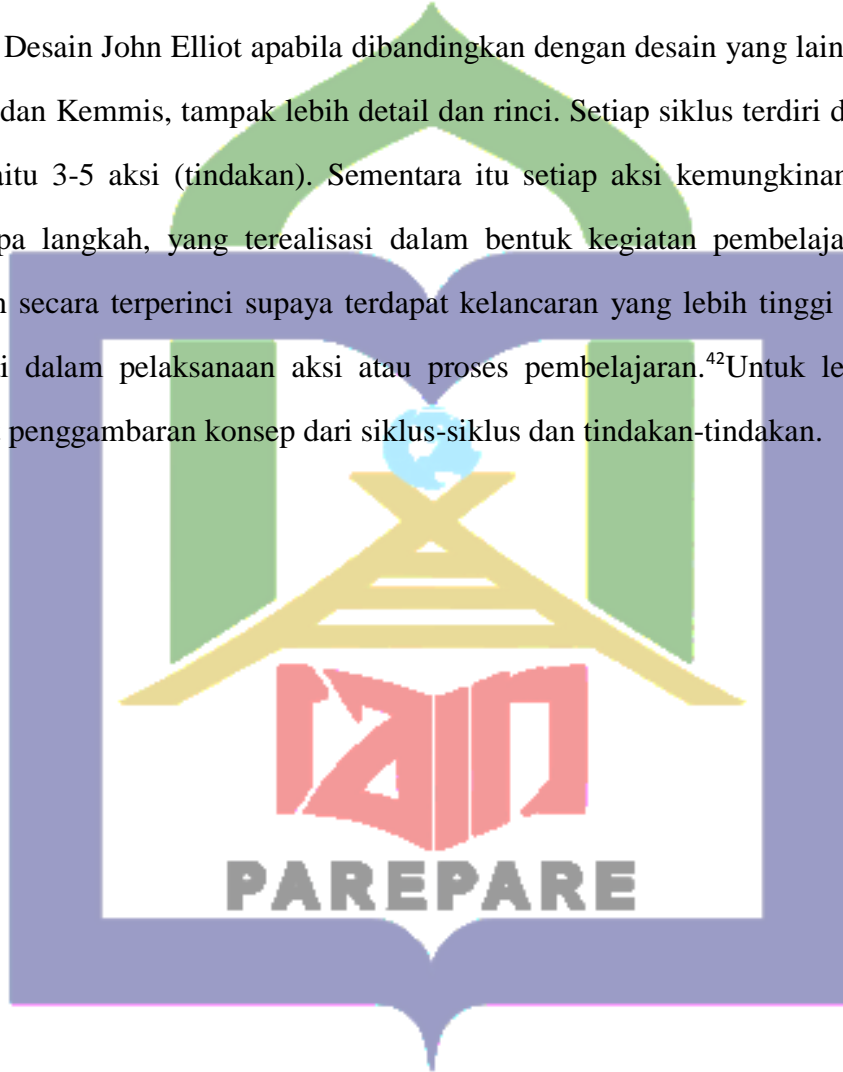 Desain John Elliot apabila dibandingkan dengan desain yang lain
dan Kemmis, tampak lebih detail dan rinci. Setiap siklus terdiri d
aitu 3-5 aksi (tindakan). Sementara itu setiap aksi kemungkinan
pa langkah, yang terealisasi dalam bentuk kegiatan pembelaja
n secara terperinci supaya terdapat kelancaran yang lebih tinggi
i dalam pelaksanaan aksi atau proses pembelajaran.⁴²Untuk le
penggambaran konsep dari siklus-siklus dan tindakan-tindakan.
iain
PAREPARE